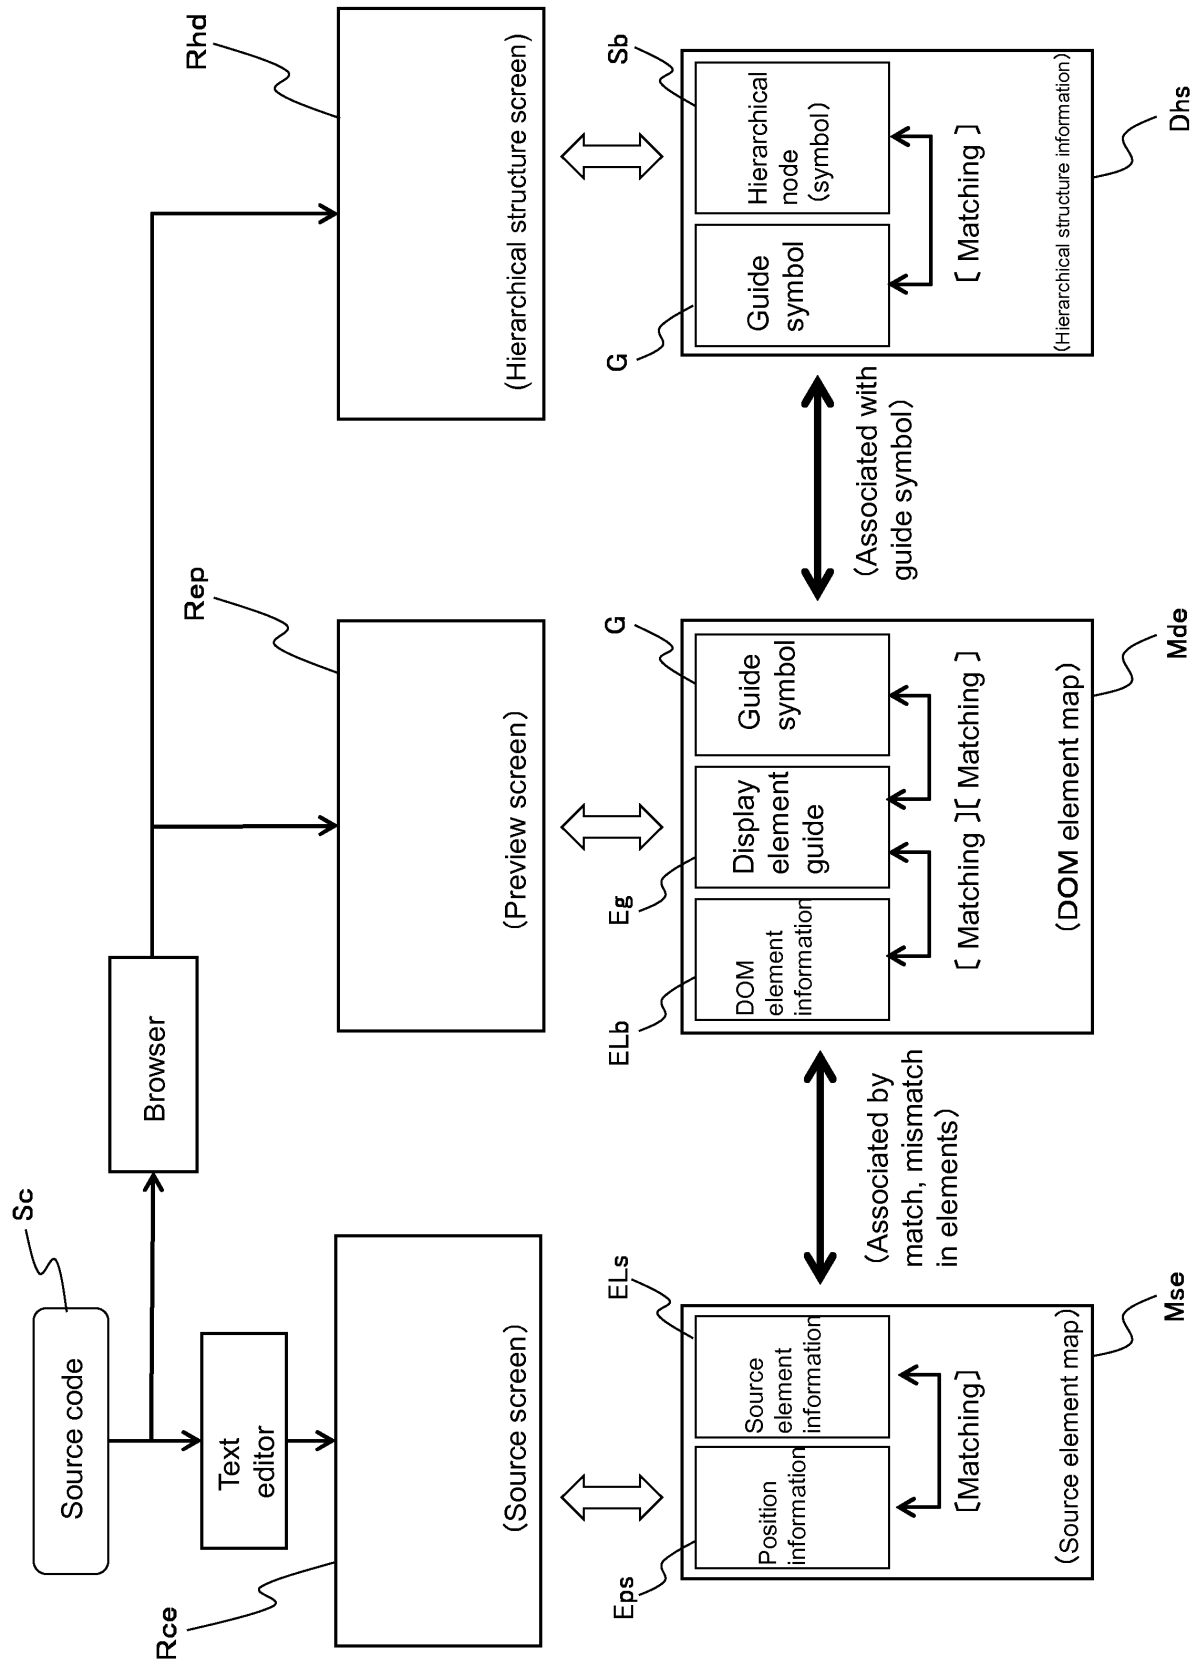 Sc
Source code
Text
editor
Browser
Rce
(Source screen)
Rep
(Preview screen)
Rhd
(Hierarchical structure screen)
Eps
Position
information
ELs
Source
element
information
[Matching]
(Source element map)
Mse
(Associated by
match, mismatch
in elements)
ELb
DOM
element
information
Eg
Display
element
guide
G
Guide
symbol
[ Matching ][ Matching ]
(DOM element map)
Mde
(Associated with
guide symbol)
G
Guide
symbol
Sb
Hierarchical
node
(symbol)
[ Matching ]
(Hierarchical structure information)
Dhs